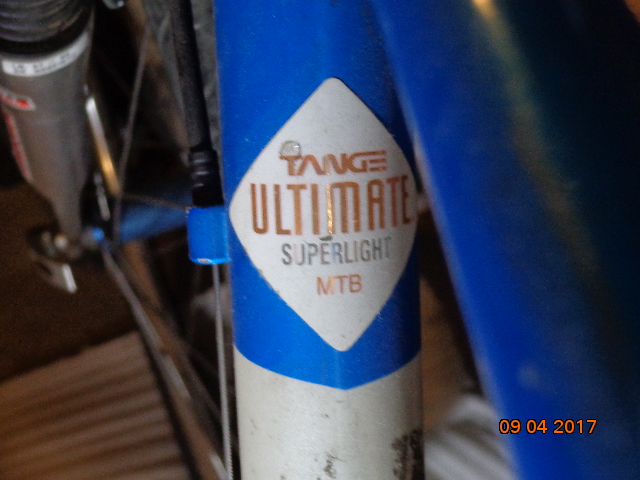 TANGE
ULTIMATE
SUPERLIGHT
MTB
09 04 2017